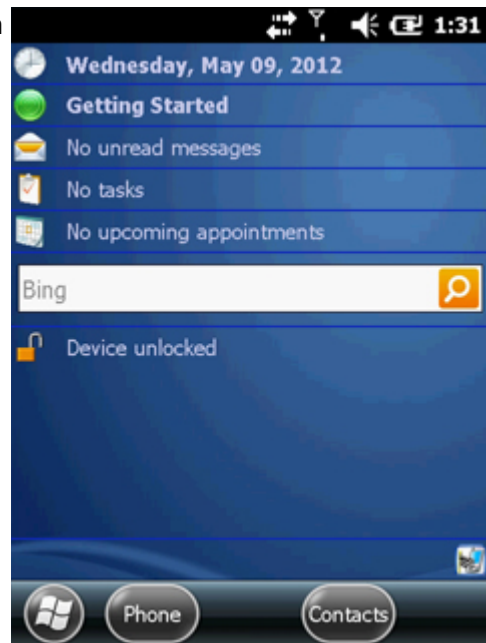 1:31
Wednesday, May 09, 2012
Getting Started
No unread messages
No tasks
No upcoming appointments
Bing
Device unlocked
Phone
Contacts